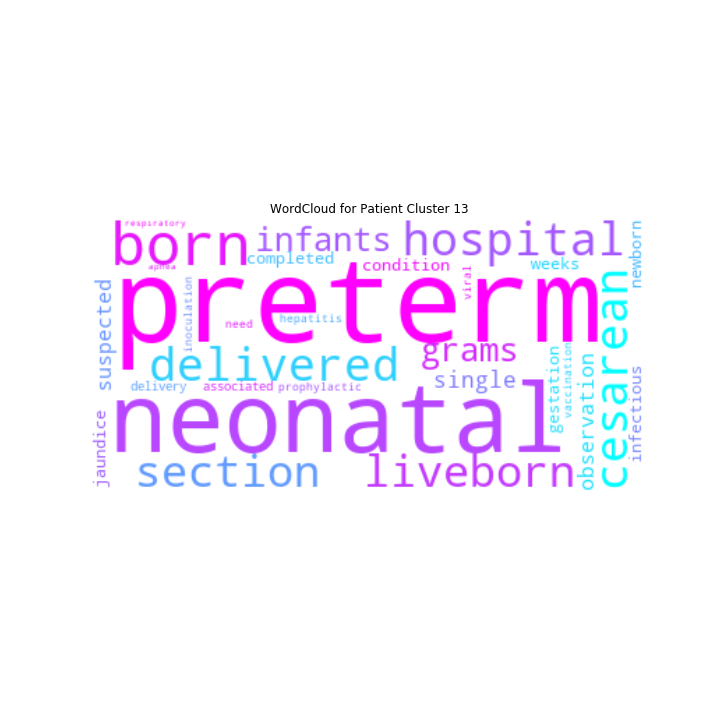 WordCloud for Patient Cluster 13
respiratory
born
infants
hospital
newborn
completed
condition
weeks
apnea
viral
preterm
suspected
inoculation
hepatitis
need
cesarean
delivered
grams
single
gestation
vaccination
delivery
associated
prophylactic
observation
infectious
neonatal
jaundice
section
liveborn